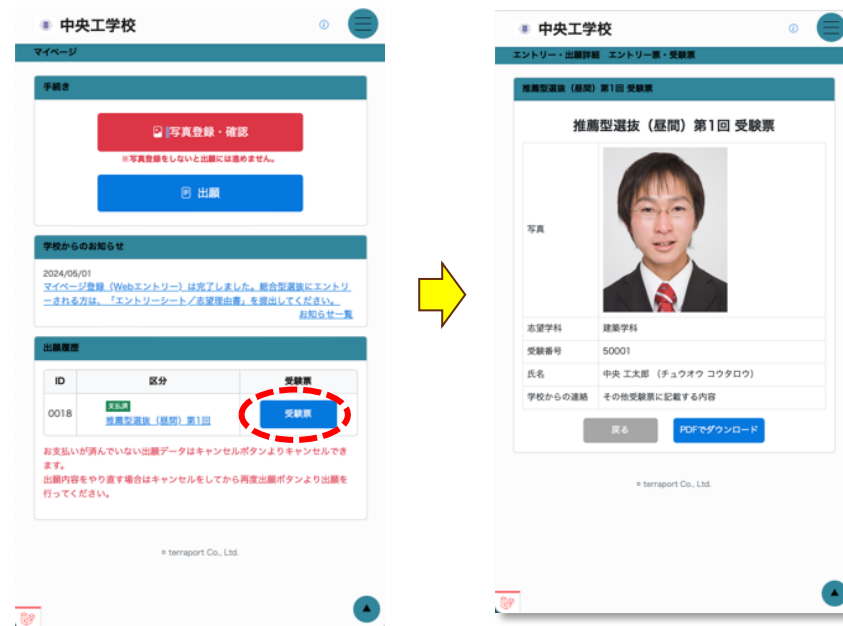 中央工学校
マイページ
手続き
写真登録・確認
※写真登録をしないと出願には進めません。
出願
学校からのお知らせ
2024/05/01
マイページ登録(Webエントリー)は完了しました。総合型選抜にエントリ
ーされる方は、「エントリーシート／志望理由書」を提出してください。
お知らせ一覧
出願履歴
ID 区分 受験票
0018 支払済
推薦型選抜（昼間）第1回
受験票
お支払いが済んでいない出願データはキャンセルボタンよりキャンセルでき
ます。
出願内容をやり直す場合はキャンセルをしてから再度出願ボタンより出願を
行ってください。
© terraport Co., Ltd.
中央工学校
エントリー・出願詳細 エントリー票・受験票
推薦型選抜（昼間）第1回 受験票
推薦型選抜（昼間）第1回 受験票
写真
志望学科 建築学科
受験番号 50001
氏名 中央 工太郎 （チュウオウ コウタロウ）
学校からの連絡 その他受験票に記載する内容
戻る PDFでダウンロード
© terraport Co., Ltd.